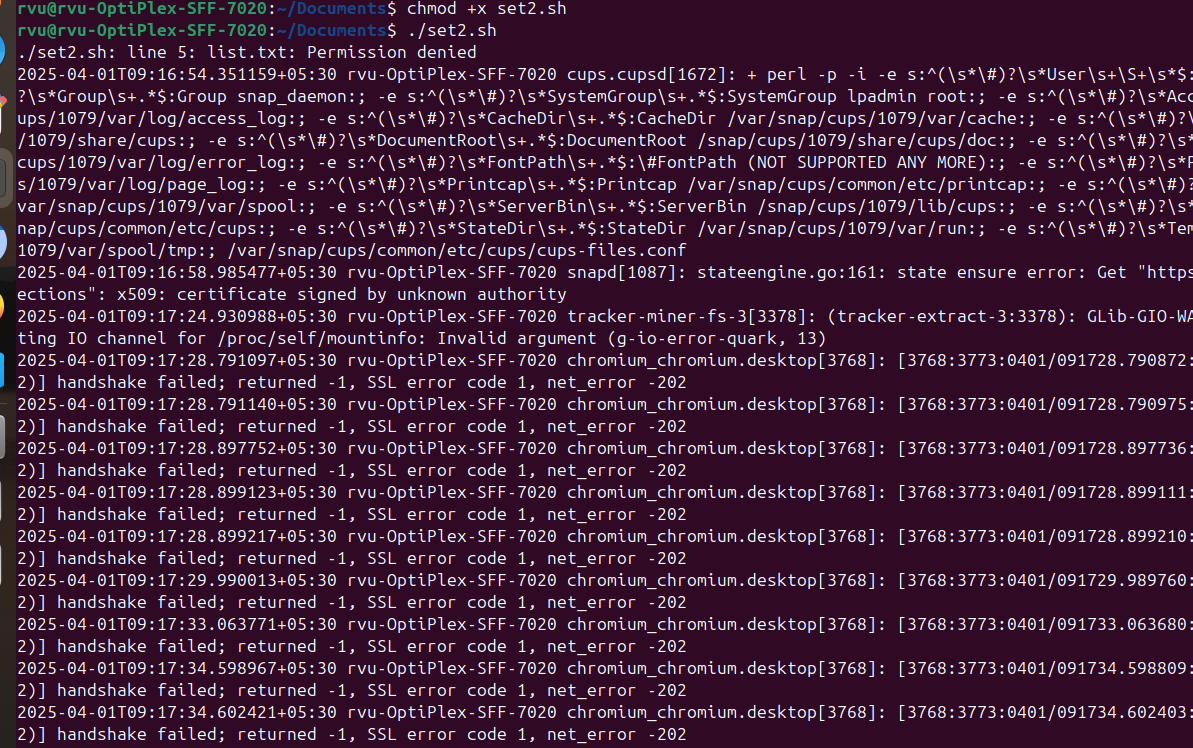 rvu@rvu-OptiPlex-SFF-7020:~/Documents$ chmod +x set2.sh
rvu@rvu-OptiPlex-SFF-7020:~/Documents$ ./set2.sh
./set2.sh: line 5: list.txt: Permission denied
2025-04-01T09:16:54.351159+05:30 rvu-OptiPlex-SFF-7020 cups.cupsd[1672]: + perl -p -i -e s:^(\s*\#)?\s*User\s+\S+\s*$:
?\s*Group\s+.*$:Group snap_daemon:; -e s:^(\s*\#)?\s*SystemGroup\s+.*$:SystemGroup lpadmin root:; -e s:^(\s*\#)?\s*Acc
ups/1079/var/log/access_log:; -e s:^(\s*\#)?\s*CacheDir\s+.*$:CacheDir /var/snap/cups/1079/var/cache:; -e s:^(\s*\#)?\
/1079/share/cups:; -e s:^(\s*\#)?\s*DocumentRoot\s+.*$:DocumentRoot /snap/cups/1079/share/cups/doc:; -e s:^(\s*\#)?\s*
cups/1079/var/log/error_log:; -e s:^(\s*\#)?\s*FontPath\s+.*$:\#FontPath (NOT SUPPORTED ANY MORE):; -e s:^(\s*\#)?\s*P
s/1079/var/log/page_log:; -e s:^(\s*\#)?\s*Printcap\s+.*$:Printcap /var/snap/cups/common/etc/printcap:; -e s:^(\s*\#)?
var/snap/cups/1079/var/spool:; -e s:^(\s*\#)?\s*ServerBin\s+.*$:ServerBin /snap/cups/1079/lib/cups:; -e s:^(\s*\#)?\s*
nap/cups/common/etc/cups:; -e s:^(\s*\#)?\s*StateDir\s+.*$:StateDir /var/snap/cups/1079/var/run:; -e s:^(\s*\#)?\s*Tem
1079/var/spool/tmp:; /var/snap/cups/common/etc/cups/cups-files.conf
2025-04-01T09:16:58.985477+05:30 rvu-OptiPlex-SFF-7020 snapd[1087]: stateengine.go:161: state ensure error: Get "https
ections": x509: certificate signed by unknown authority
2025-04-01T09:17:24.930988+05:30 rvu-OptiPlex-SFF-7020 tracker-miner-fs-3[3378]: (tracker-extract-3:3378): GLib-GIO-WA
ting IO channel for /proc/self/mountinfo: Invalid argument (g-io-error-quark, 13)
2025-04-01T09:17:28.791097+05:30 rvu-OptiPlex-SFF-7020 chromium_chromium.desktop[3768]: [3768:3773:0401/091728.790872:
2)] handshake failed; returned -1, SSL error code 1, net_error -202
2025-04-01T09:17:28.791140+05:30 rvu-OptiPlex-SFF-7020 chromium_chromium.desktop[3768]: [3768:3773:0401/091728.790975:
2)] handshake failed; returned -1, SSL error code 1, net_error -202
2025-04-01T09:17:28.897752+05:30 rvu-OptiPlex-SFF-7020 chromium_chromium.desktop[3768]: [3768:3773:0401/091728.897736:
2)] handshake failed; returned -1, SSL error code 1, net_error -202
2025-04-01T09:17:28.899123+05:30 rvu-OptiPlex-SFF-7020 chromium_chromium.desktop[3768]: [3768:3773:0401/091728.899111:
2)] handshake failed; returned -1, SSL error code 1, net_error -202
2025-04-01T09:17:28.899217+05:30 rvu-OptiPlex-SFF-7020 chromium_chromium.desktop[3768]: [3768:3773:0401/091728.899210:
2)] handshake failed; returned -1, SSL error code 1, net_error -202
2025-04-01T09:17:29.990013+05:30 rvu-OptiPlex-SFF-7020 chromium_chromium.desktop[3768]: [3768:3773:0401/091729.989760:
2)] handshake failed; returned -1, SSL error code 1, net_error -202
2025-04-01T09:17:33.063771+05:30 rvu-OptiPlex-SFF-7020 chromium_chromium.desktop[3768]: [3768:3773:0401/091733.063680:
2)] handshake failed; returned -1, SSL error code 1, net_error -202
2025-04-01T09:17:34.598967+05:30 rvu-OptiPlex-SFF-7020 chromium_chromium.desktop[3768]: [3768:3773:0401/091734.598809:
2)] handshake failed; returned -1, SSL error code 1, net_error -202
2025-04-01T09:17:34.602421+05:30 rvu-OptiPlex-SFF-7020 chromium_chromium.desktop[3768]: [3768:3773:0401/091734.602403:
2)] handshake failed; returned -1, SSL error code 1, net_error -202